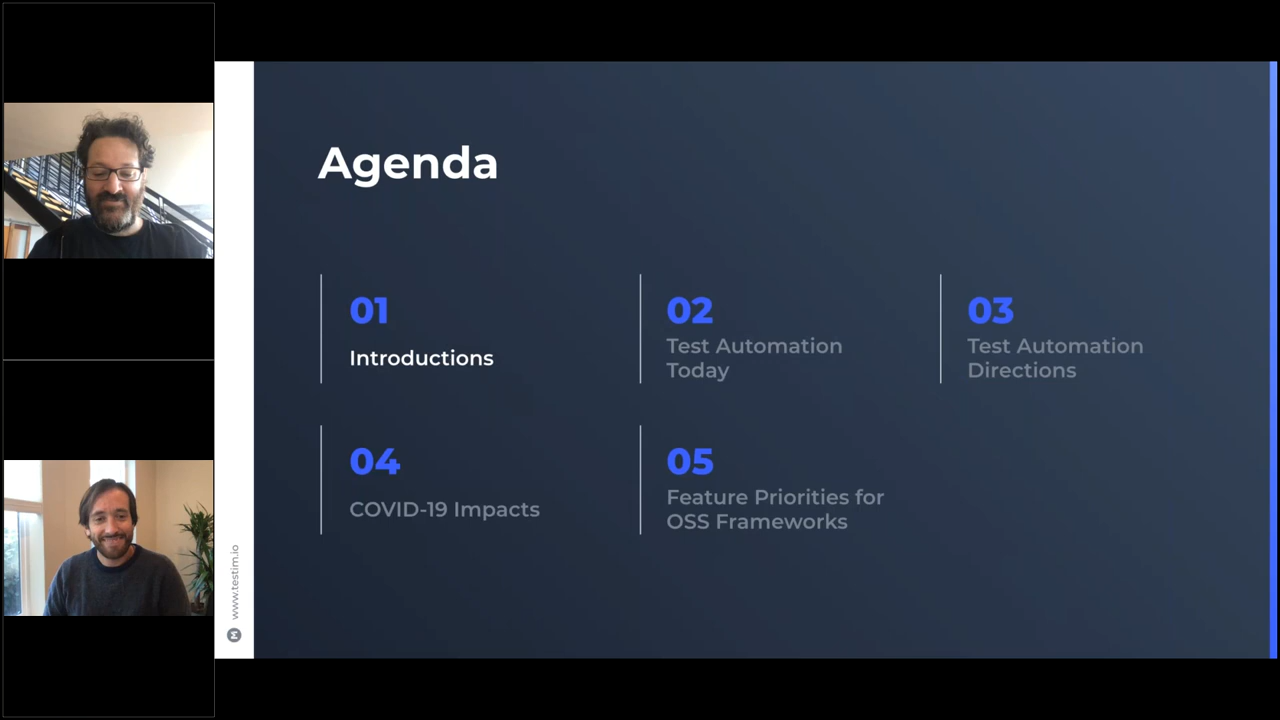 Agenda
01
Introductions
02
Test Automation
Today
03
Test Automation
Directions
04
COVID-19 Impacts
05
Feature Priorities for
OSS Frameworks
www.testim.io